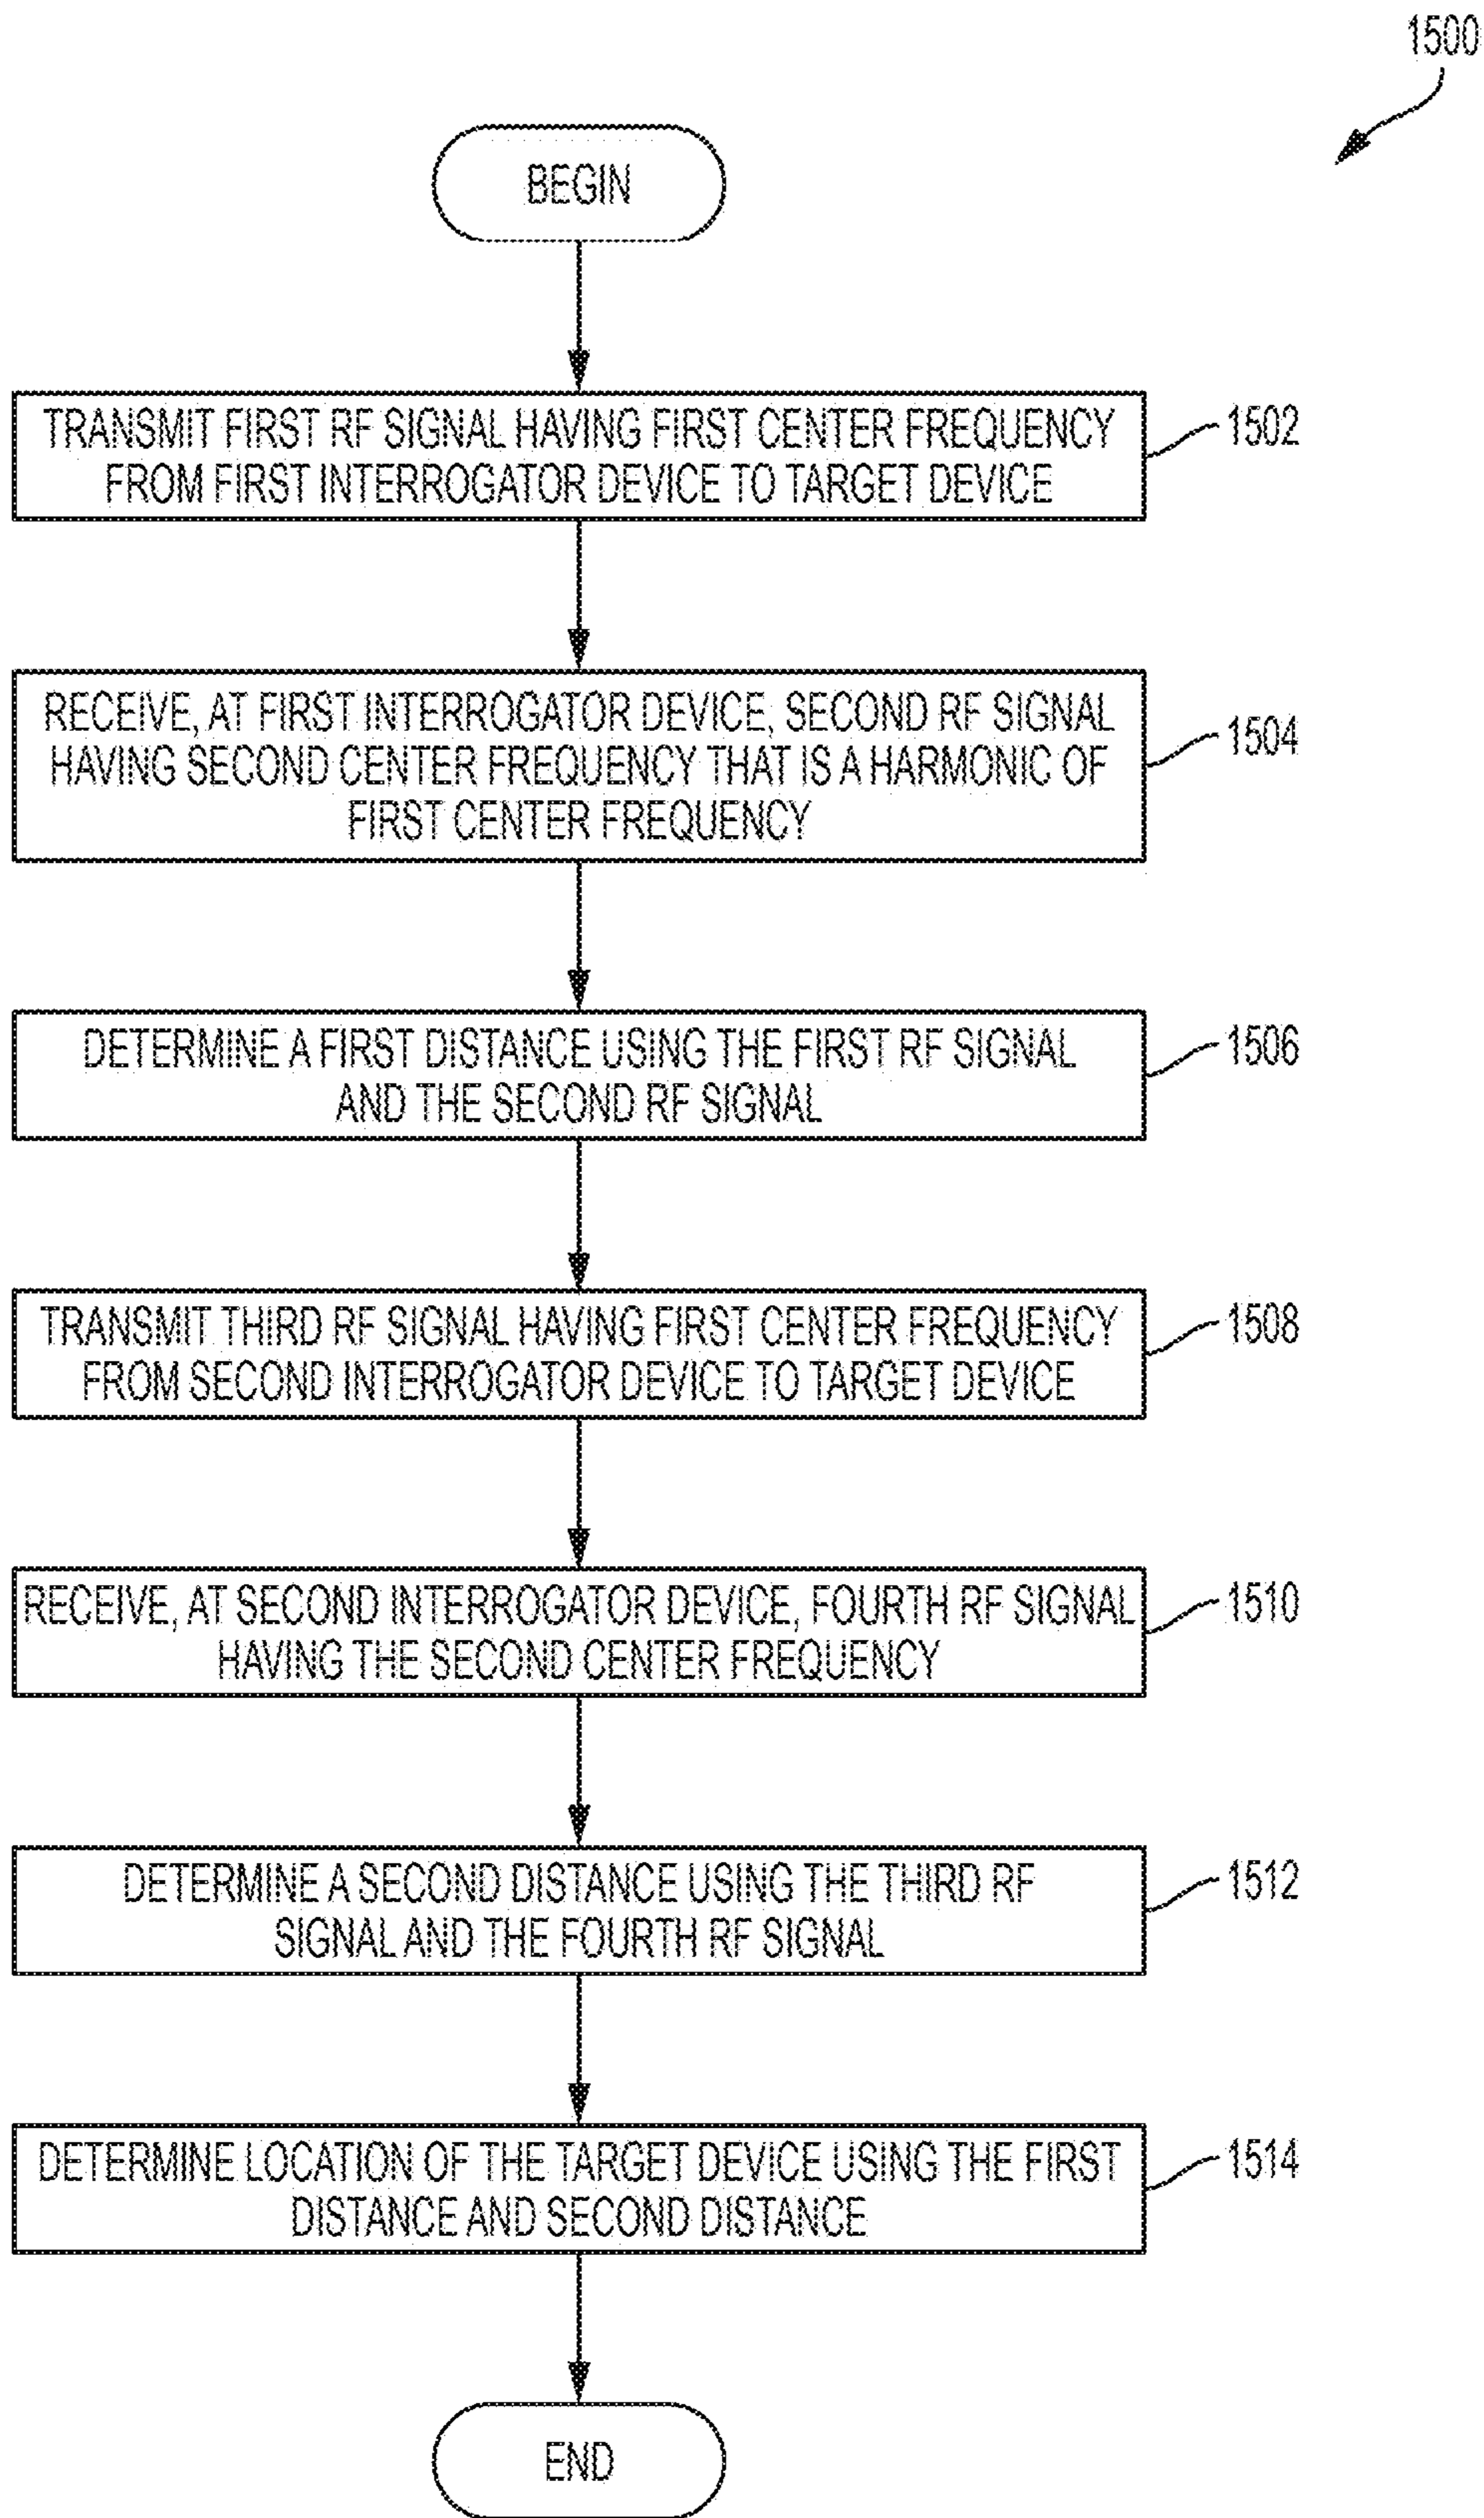 1500
BEGIN
TRANSMIT FIRST RF SIGNAL HAVING FIRST CENTER FREQUENCY
FROM FIRST INTERROGATOR DEVICE TO TARGET DEVICE
1502
RECEIVE, AT FIRST INTERROGATOR DEVICE, SECOND RF SIGNAL
HAVING SECOND CENTER FREQUENCY THAT IS A HARMONIC OF
FIRST CENTER FREQUENCY
1504
DETERMINE A FIRST DISTANCE USING THE FIRST RF SIGNAL
AND THE SECOND RF SIGNAL
1506
TRANSMIT THIRD RF SIGNAL HAVING FIRST CENTER FREQUENCY
FROM SECOND INTERROGATOR DEVICE TO TARGET DEVICE
1508
RECEIVE, AT SECOND INTERROGATOR DEVICE, FOURTH RF SIGNAL
HAVING THE SECOND CENTER FREQUENCY
1510
DETERMINE A SECOND DISTANCE USING THE THIRD RF
SIGNAL AND THE FOURTH RF SIGNAL
1512
DETERMINE LOCATION OF THE TARGET DEVICE USING THE FIRST
DISTANCE AND SECOND DISTANCE
1514
END